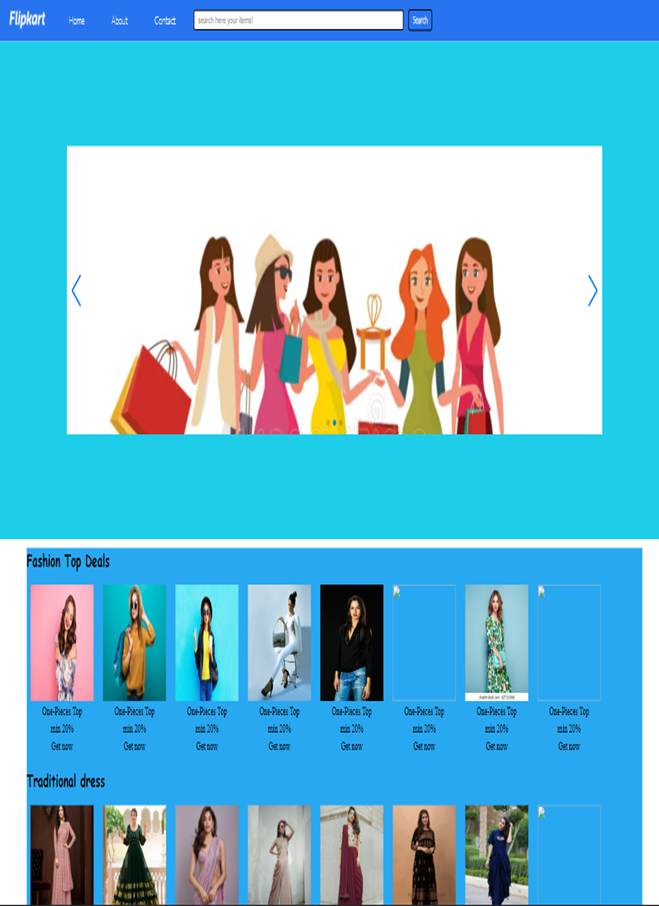 Flipkart Home About Contact search here your items! Search
Fashion Top Deals
One-Pieces Top One-Pieces Top One-Pieces Top One-Pieces Top One-Pieces Top One-Pieces Top One-Pieces Top One-Pieces Top
min 20% min 20% min 20% min 20% min 20% min 20% min 20% min 20%
Get now Get now Get now Get now Get now Get now Get now Get now
Traditional dress